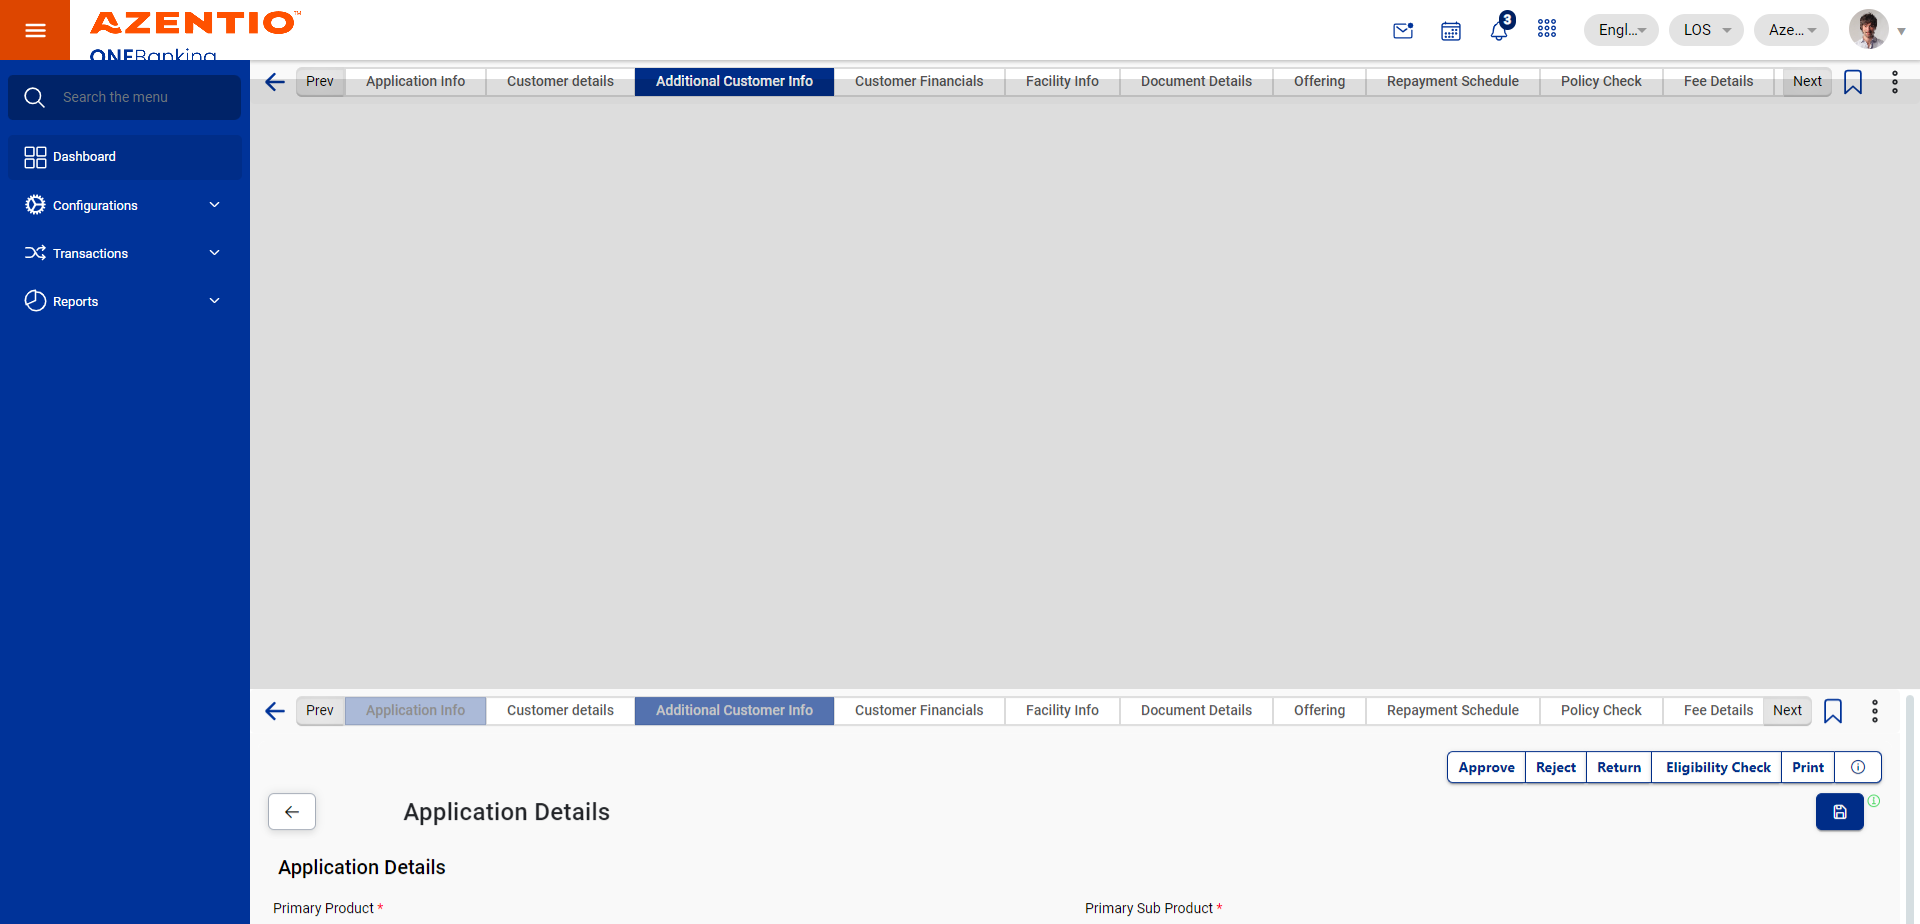 AZENTIO™
ONEBanking
3
Engl...
LOS
Aze...
Search the menu
Dashboard
Configurations
Transactions
Reports
Prev
Application Info
Customer details
Additional Customer Info
Customer Financials
Facility Info
Document Details
Offering
Repayment Schedule
Policy Check
Fee Details
Next
Prev
Application Info
Customer details
Additional Customer Info
Customer Financials
Facility Info
Document Details
Offering
Repayment Schedule
Policy Check
Fee Details
Next
Approve
Reject
Return
Eligibility Check
Print
Application Details
Application Details
Primary Product *
Primary Sub Product *